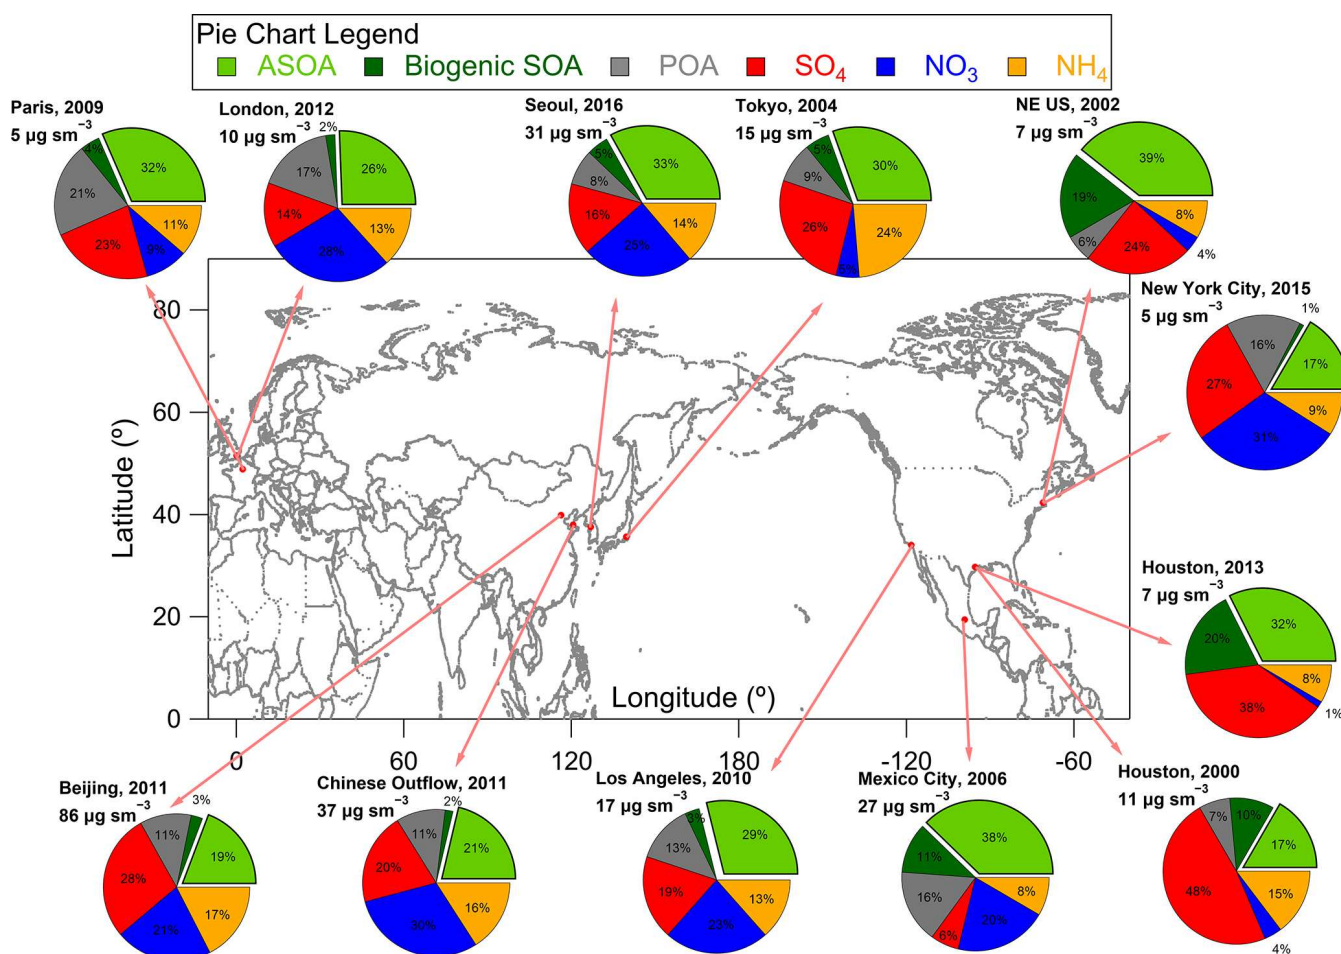 Pie Chart Legend
ASOA Biogenic SOA POA SO4 NO3 NH4
Paris, 2009
5 µg sm⁻³
32%
4%
21%
23%
9%
11%
London, 2012
10 µg sm⁻³
2%
26%
17%
14%
28%
13%
Seoul, 2016
31 µg sm⁻³
33%
5%
8%
16%
25%
14%
Tokyo, 2004
15 µg sm⁻³
30%
5%
9%
26%
5%
24%
NE US, 2002
7 µg sm⁻³
39%
19%
6%
24%
4%
8%
New York City, 2015
5 µg sm⁻³
1%
17%
16%
27%
31%
9%
Houston, 2013
7 µg sm⁻³
32%
20%
38%
1%
8%
Latitude (º)
80
60
40
20
0
Longitude (º)
0 60 120 180 -120 -60
Beijing, 2011
86 µg sm⁻³
3%
19%
11%
28%
21%
17%
Chinese Outflow, 2011
37 µg sm⁻³
2%
21%
11%
20%
30%
16%
Los Angeles, 2010
17 µg sm⁻³
29%
3%
13%
19%
23%
13%
Mexico City, 2006
27 µg sm⁻³
38%
11%
16%
6%
20%
8%
Houston, 2000
11 µg sm⁻³
17%
10%
7%
48%
4%
15%